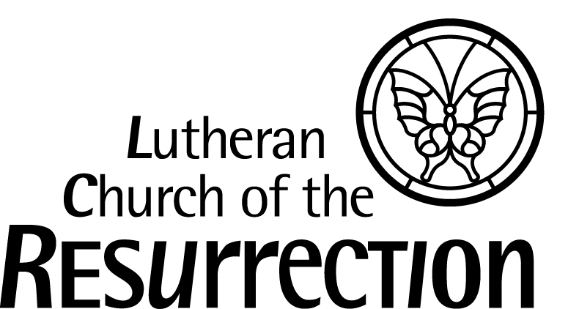 Lutheran
Church of the
Resurrection